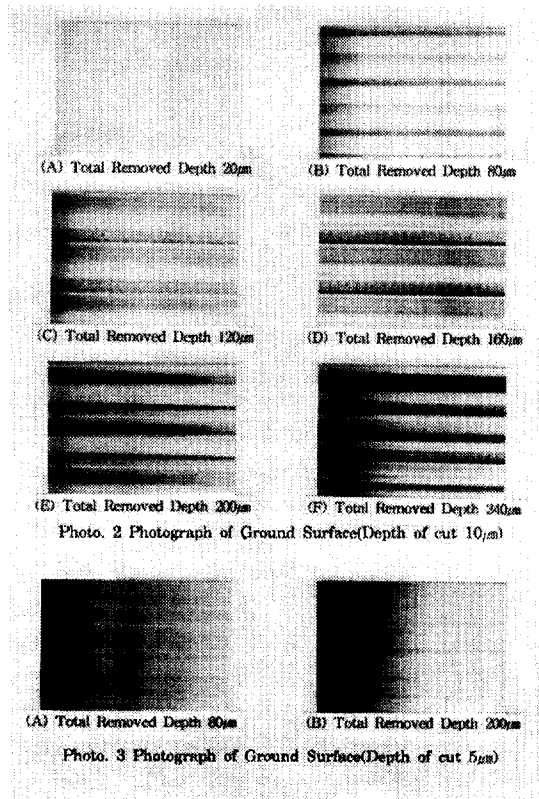 (A) Total Removed Depth 20μm
(B) Total Removed Depth 80μm
(C) Total Removed Depth 120μm
(D) Total Removed Depth 160μm
(E) Total Removed Depth 200μm
(F) Total Removed Depth 340μm
Photo. 2 Photograph of Ground Surface(Depth of cut 10μm)
(A) Total Removed Depth 80μm
(B) Total Removed Depth 200μm
Photo. 3 Photograph of Ground Surface(Depth of cut 5μm)